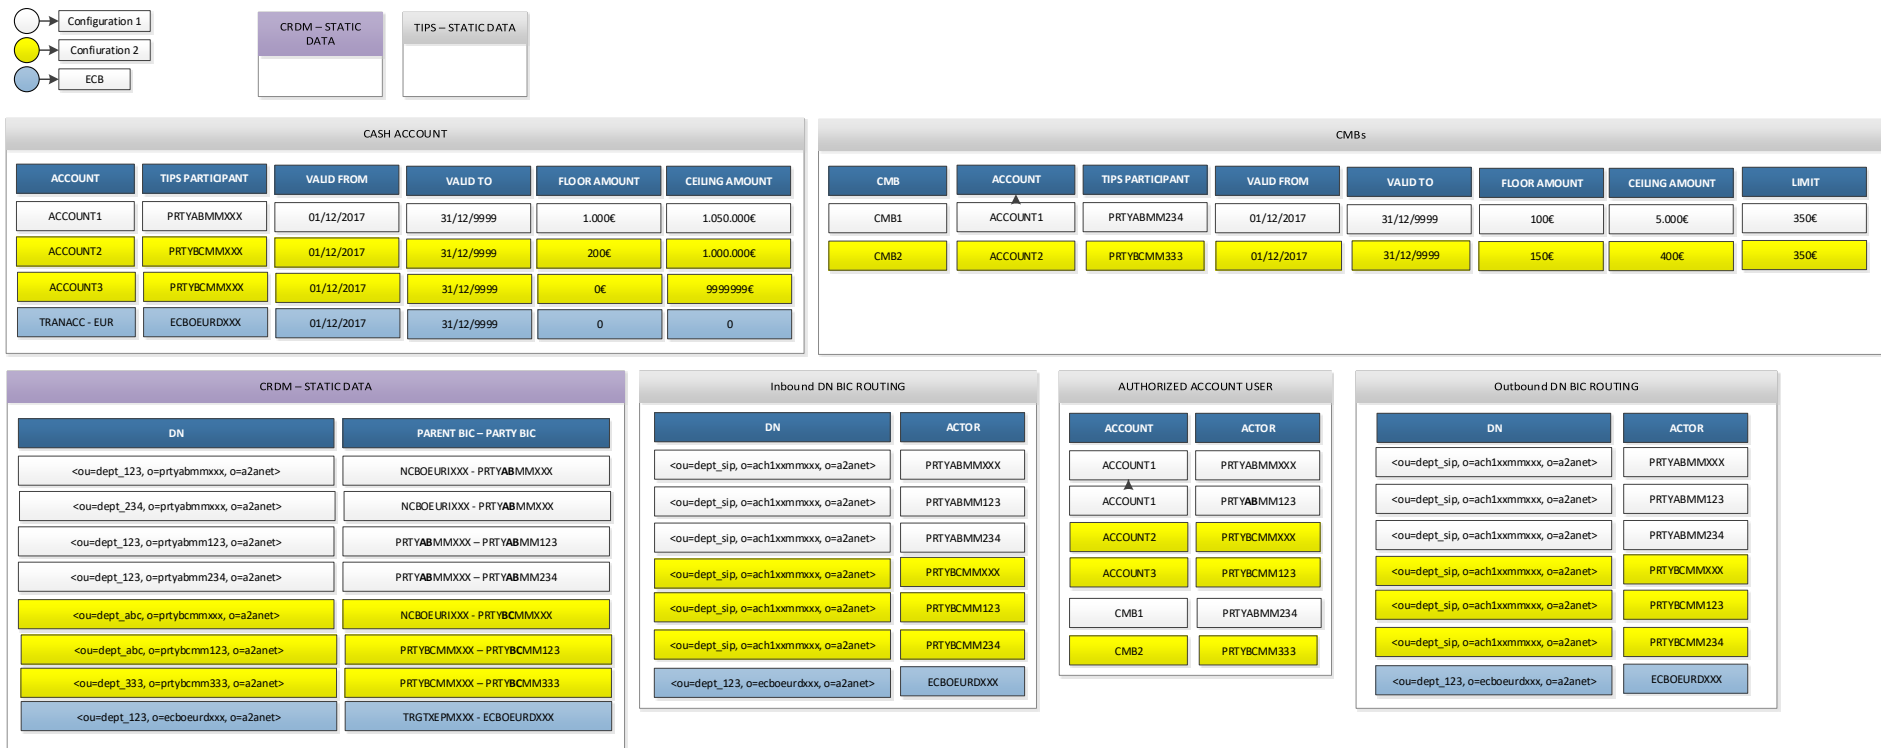 Configuration 1
Confiuration 2
ECB
CRDM – STATIC
DATA
TIPS – STATIC DATA
CASH ACCOUNT
ACCOUNT TIPS PARTICIPANT VALID FROM VALID TO FLOOR AMOUNT CEILING AMOUNT
ACCOUNT1 PRTYABMMXXX 01/12/2017 31/12/9999 1.000€ 1.050.000€
ACCOUNT2 PRTYBCMMXXX 01/12/2017 31/12/9999 200€ 1.000.000€
ACCOUNT3 PRTYBCMMXXX 01/12/2017 31/12/9999 0€ 9999999€
TRANACC - EUR ECBOEURDXXX 01/12/2017 31/12/9999 0 0
CMBs
CMB ACCOUNT TIPS PARTICIPANT VALID FROM VALID TO FLOOR AMOUNT CEILING AMOUNT LIMIT
CMB1 ACCOUNT1 PRTYABMM234 01/12/2017 31/12/9999 100€ 5.000€ 350€
CMB2 ACCOUNT2 PRTYBCMM333 01/12/2017 31/12/9999 150€ 400€ 350€
CRDM – STATIC DATA
DN PARENT BIC – PARTY BIC
<ou=dept_123, o=prtyabmmxxx, o=a2anet> NCBOEURIXXX - PRTYABMMXXX
<ou=dept_234, o=prtyabmmxxx, o=a2anet> NCBOEURIXXX - PRTYABMMXXX
<ou=dept_123, o=prtyabmm123, o=a2anet> PRTYABMMXXX – PRTYABMM123
<ou=dept_123, o=prtyabmm234, o=a2anet> PRTYABMMXXX – PRTYABMM234
<ou=dept_abc, o=prtybcmmxxx, o=a2anet> NCBOEURIXXX - PRTYBCMMXXX
<ou=dept_abc, o=prtybcmm123, o=a2anet> PRTYBCMMXXX – PRTYBCMM123
<ou=dept_333, o=prtybcmm333, o=a2anet> PRTYBCMMXXX – PRTYBCMM333
<ou=dept_123, o=ecboeurdxxx, o=a2anet> TRGTXEPMXXX - ECBOEURDXXX
Inbound DN BIC ROUTING
DN ACTOR
<ou=dept_sip, o=ach1xxmmxxx, o=a2anet> PRTYABMMXXX
<ou=dept_sip, o=ach1xxmmxxx, o=a2anet> PRTYABMM123
<ou=dept_sip, o=ach1xxmmxxx, o=a2anet> PRTYABMM234
<ou=dept_sip, o=ach1xxmmxxx, o=a2anet> PRTYBCMMXXX
<ou=dept_sip, o=ach1xxmmxxx, o=a2anet> PRTYBCMM123
<ou=dept_sip, o=ach1xxmmxxx, o=a2anet> PRTYBCMM234
<ou=dept_123, o=ecboeurdxxx, o=a2anet> ECBOEURDXXX
AUTHORIZED ACCOUNT USER
ACCOUNT ACTOR
ACCOUNT1 PRTYABMMXXX
ACCOUNT1 PRTYABMM123
ACCOUNT2 PRTYBCMMXXX
ACCOUNT3 PRTYBCMM123
CMB1 PRTYABMM234
CMB2 PRTYBCMM333
Outbound DN BIC ROUTING
DN ACTOR
<ou=dept_sip, o=ach1xxmmxxx, o=a2anet> PRTYABMMXXX
<ou=dept_sip, o=ach1xxmmxxx, o=a2anet> PRTYABMM123
<ou=dept_sip, o=ach1xxmmxxx, o=a2anet> PRTYABMM234
<ou=dept_sip, o=ach1xxmmxxx, o=a2anet> PRTYBCMMXXX
<ou=dept_sip, o=ach1xxmmxxx, o=a2anet> PRTYBCMM123
<ou=dept_sip, o=ach1xxmmxxx, o=a2anet> PRTYBCMM234
<ou=dept_123, o=ecboeurdxxx, o=a2anet> ECBOEURDXXX